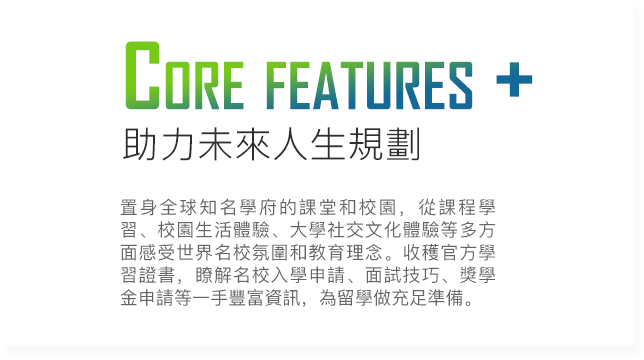 CORE FEATURES +
助力未來人生規劃
置身全球知名學府的課堂和校園，從課程學
習、校園生活體驗、大學社交文化體驗等多方
面感受世界名校氛圍和教育理念。收穫官方學
習證書，瞭解名校入學申請、面試技巧、獎學
金申請等一手豐富資訊，為留學做充足準備。